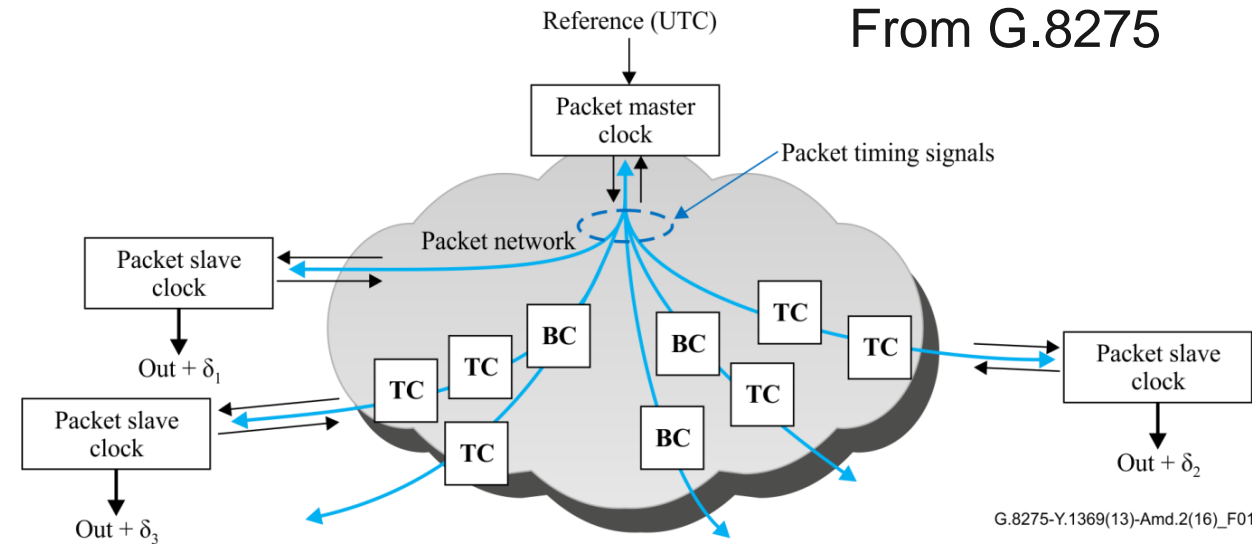 From G.8275
Reference (UTC)
Packet master
clock
Packet timing signals
Packet network
Packet slave
clock
Out + δ₁
Packet slave
clock
Out + δ₃
BC
TC
TC
TC
BC
TC
BC
TC
TC
Packet slave
clock
Out + δ₂
G.8275-Y.1369(13)-Amd.2(16)_F01